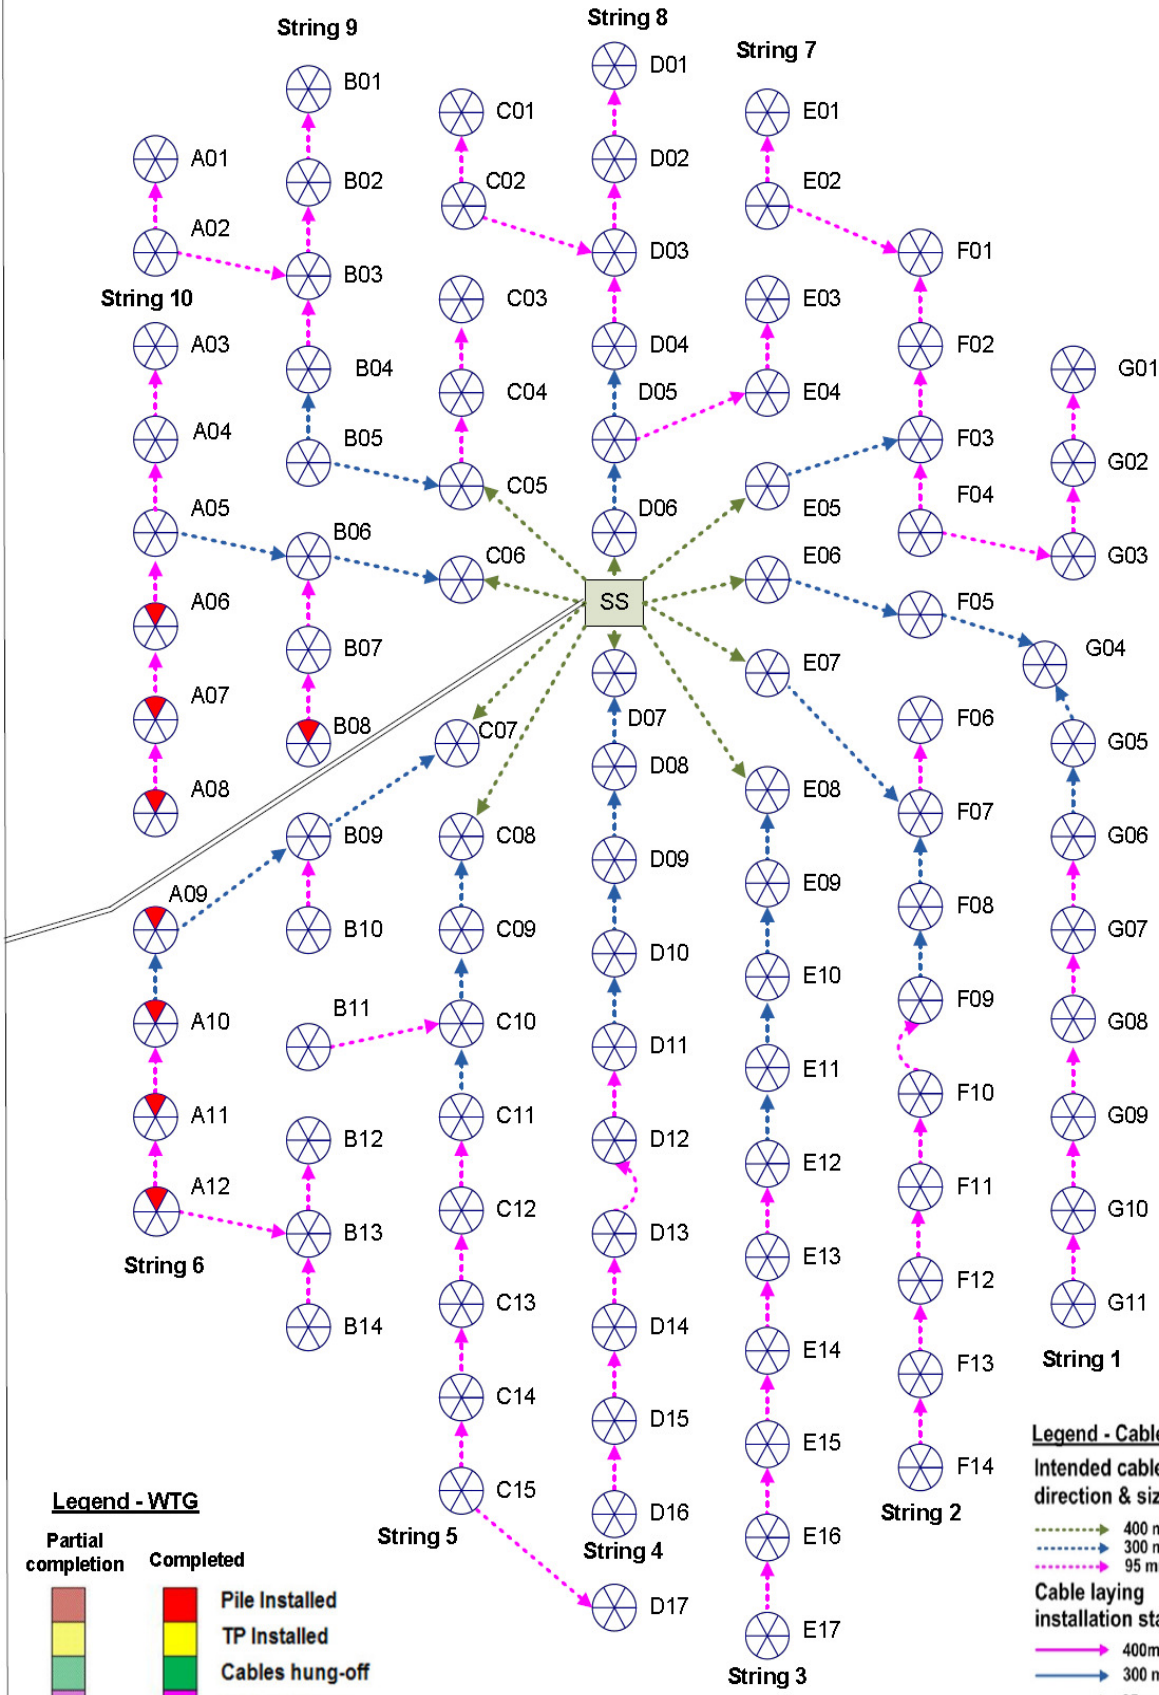 String 8
String 9
String 7
D01
B01
C01
E01
A01
D02
B02
C02
E02
A02
D03
F01
B03
String 10
C03
E03
A03
D04
F02
B04
G01
C04
D05
E04
A04
B05
F03
G02
C05
F04
A05
D06
E05
B06
C06
E06
G03
A06
SS
F05
B07
G04
E07
A07
B08
C07
D07
F06
G05
D08
A08
E08
F07
B09
C08
G06
D09
A09
E09
F08
B10
C09
G07
D10
E10
F09
B11
A10
C10
G08
D11
E11
F10
A11
C11
G09
B12
D12
E12
A12
F11
C12
G10
B13
D13
String 6
E13
F12
C13
G11
B14
D14
E14
String 1
F13
C14
D15
Legend - Cable
E15
Intended cable
F14
direction & siz
C15
Legend - WTG
D16
String 2
400 m
String 5
E16
300 m
Partial
completion
Completed
String 4
95 m
Cable laying
Pile Installed
D17
installation sta
TP Installed
E17
400m
Cables hung-off
String 3
300 m